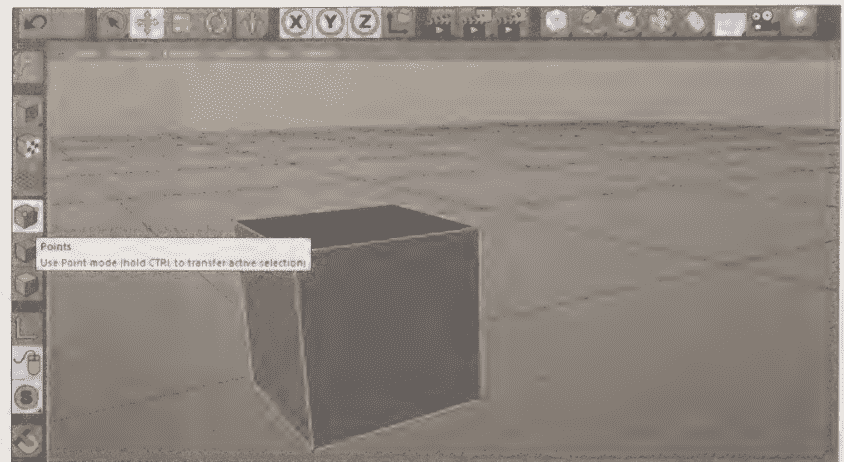 X Y Z
Points
Use Point mode (hold CTRL to transfer active selection)
S